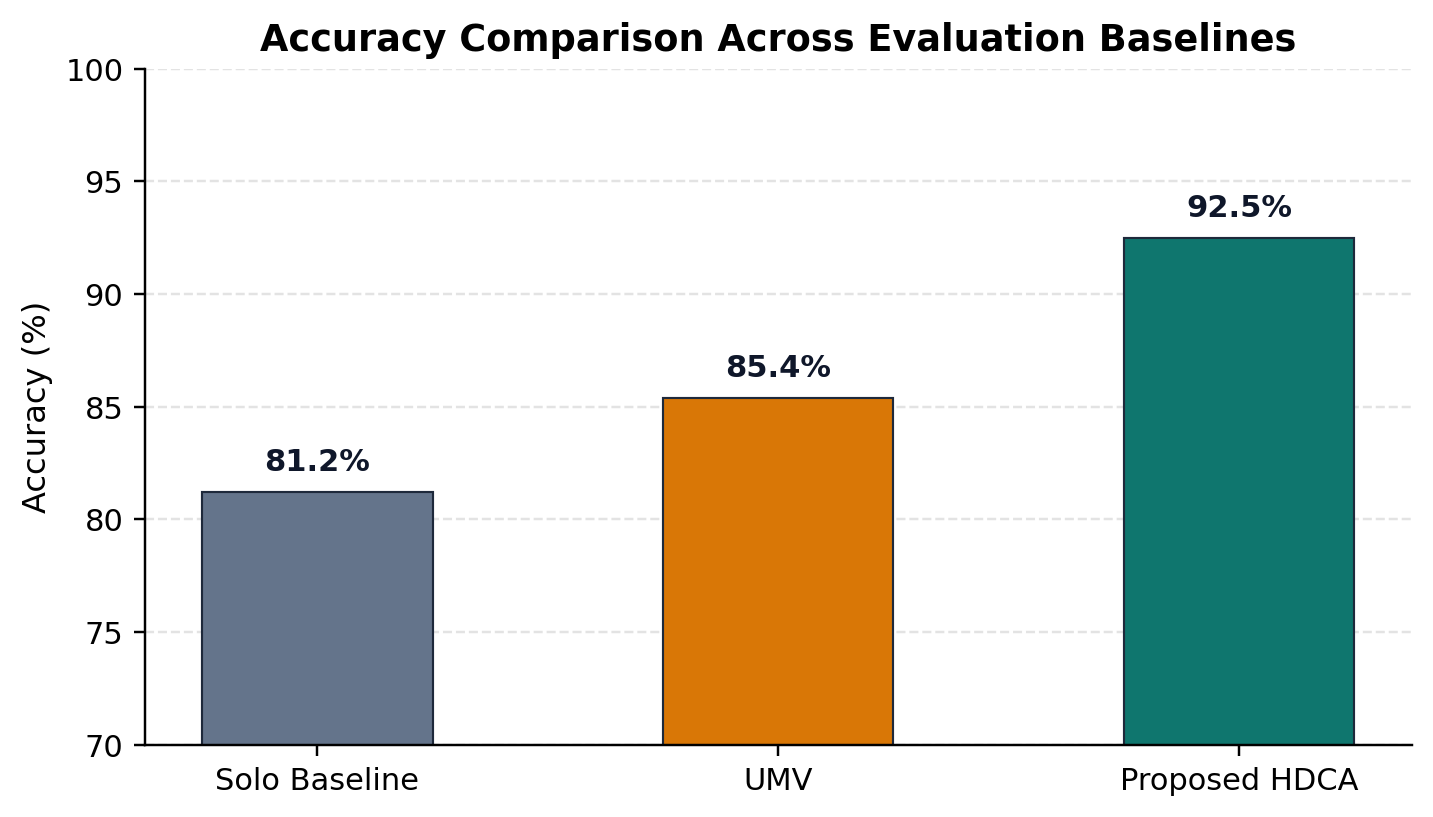 Accuracy Comparison Across Evaluation Baselines
Accuracy (%)
100
95
90
85
80
75
70
81.2%
85.4%
92.5%
Solo Baseline
UMV
Proposed HDCA